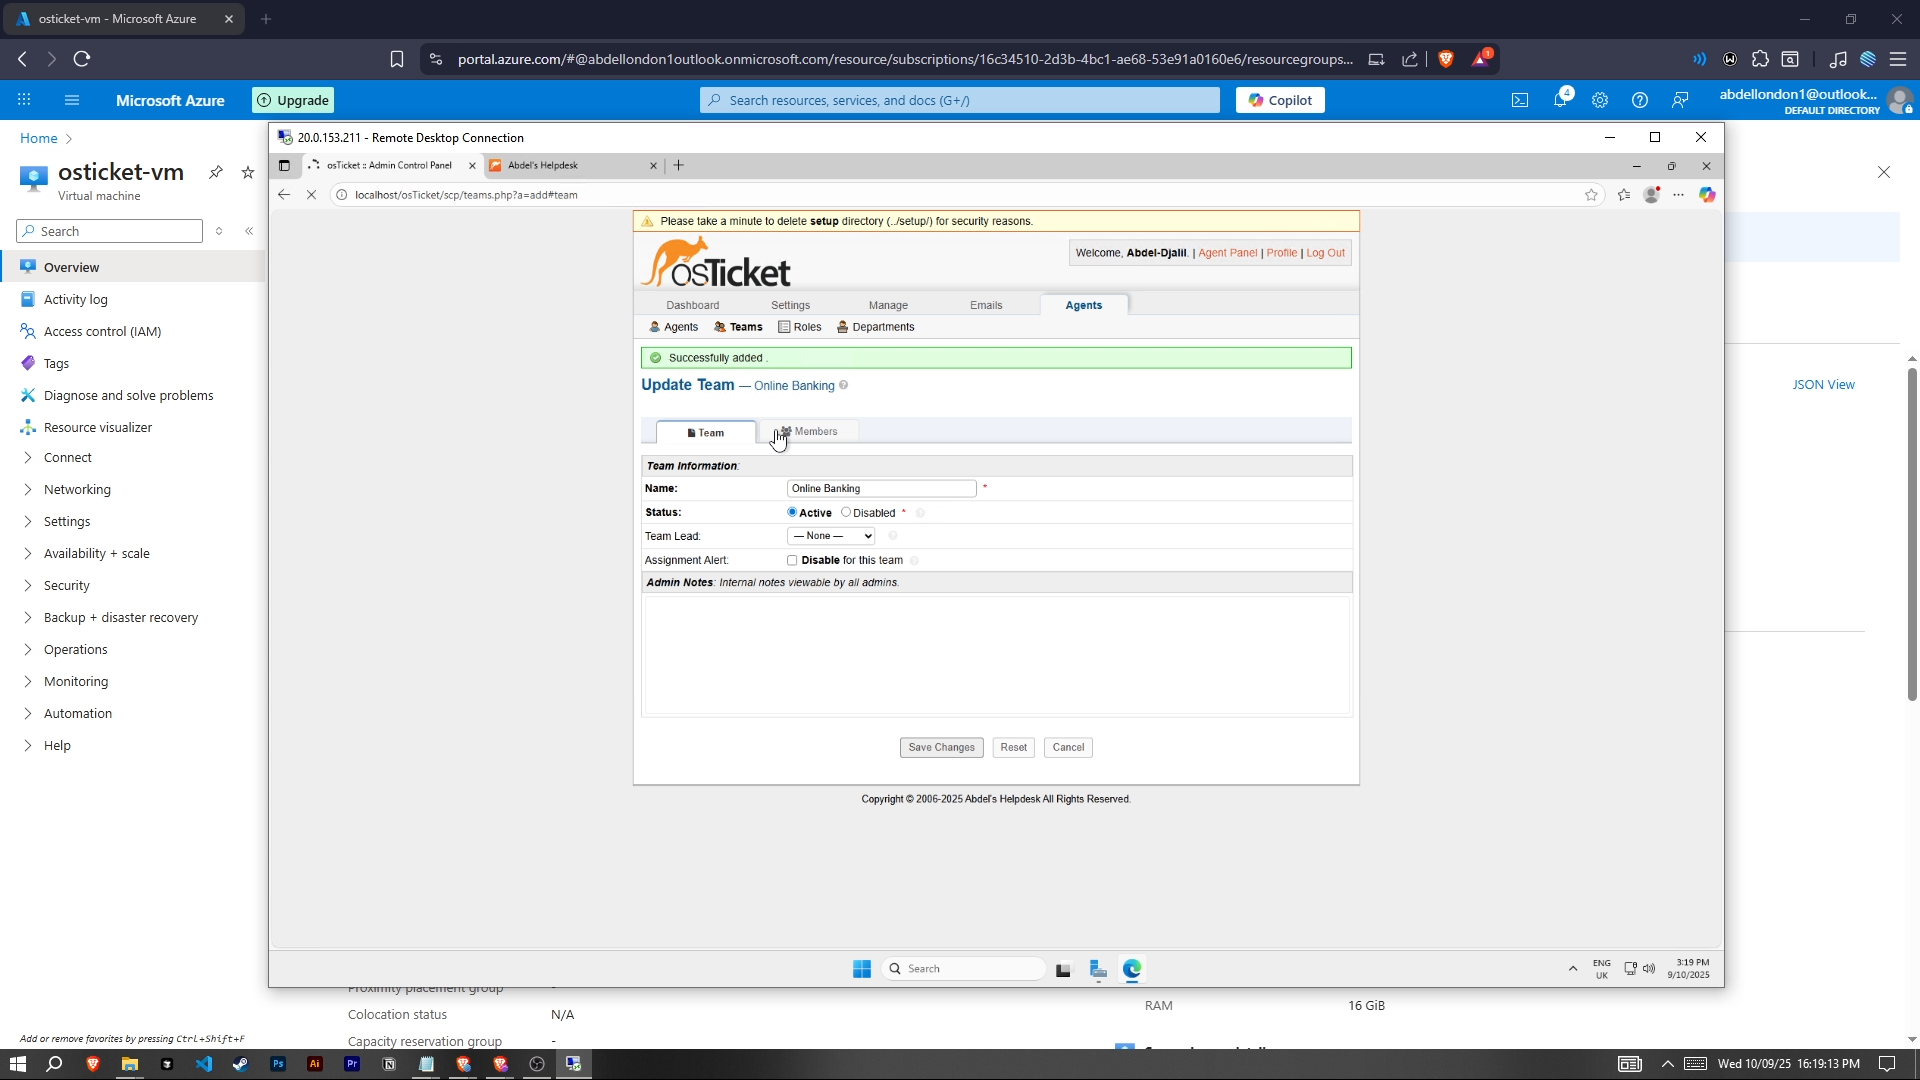 osticket-vm - Microsoft Azure
portal.azure.com/#@abdellondon1outlook.onmicrosoft.com/resource/subscriptions/16c34510-2d3b-4bc1-ae68-53e91a0160e6/resourcegroups...
1
Microsoft Azure
Upgrade
Search resources, services, and docs (G+/)
Copilot
4
abdellondon1@outlook...
DEFAULT DIRECTORY
Home
osticket-vm
Virtual machine
Search
Overview
Activity log
Access control (IAM)
Tags
Diagnose and solve problems
Resource visualizer
Connect
Networking
Settings
Availability + scale
Security
Backup + disaster recovery
Operations
Monitoring
Automation
Help
Add or remove favorites by pressing Ctrl+Shift+F
20.0.153.211 - Remote Desktop Connection
osTicket :: Admin Control Panel
Abdel's Helpdesk
localhost/osTicket/scp/teams.php?a=add#team
Please take a minute to delete setup directory (../setup/) for security reasons.
osTicket
Welcome, Abdel-Djalil. | Agent Panel | Profile | Log Out
Dashboard Settings Manage Emails Agents
Agents Teams Roles Departments
Successfully added .
Update Team — Online Banking
Team Members
Team Information:
Name: Online Banking *
Status: Active Disabled *
Team Lead: — None —
Assignment Alert: Disable for this team
Admin Notes: Internal notes viewable by all admins.
Save Changes Reset Cancel
Copyright © 2006-2025 Abdel's Helpdesk All Rights Reserved.
Search
ENG
UK
3:19 PM
9/10/2025
JSON View
Proximity placement group -
Colocation status N/A
Capacity reservation group -
RAM 16 GiB
Wed 10/09/25 16:19:13 PM